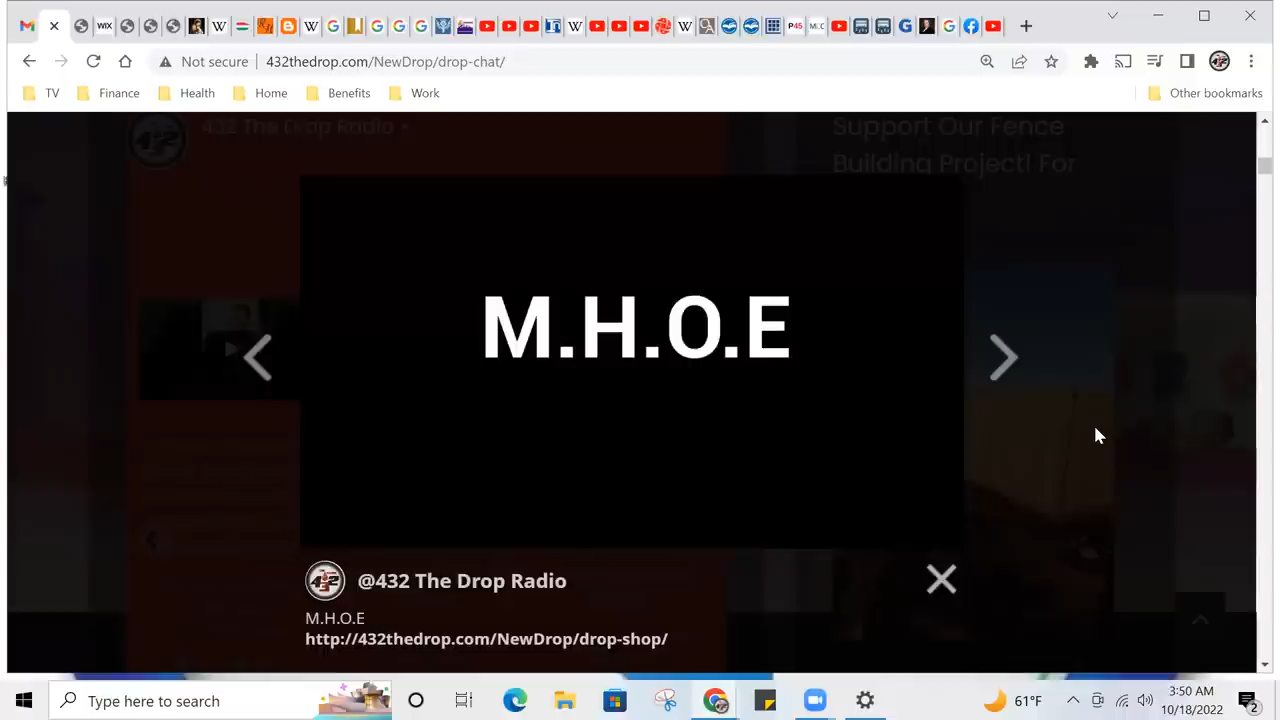 Not secure
432thedrop.com/NewDrop/drop-chat/
TV
Finance
Health
Home
Benefits
Work
Other bookmarks
432 The Drop Radio
Support Our Fence
Building Project! For
M.H.O.E
@432 The Drop Radio
M.H.O.E
http://432thedrop.com/NewDrop/drop-shop/
Type here to search
61°F
3:50 AM
10/18/2022
2